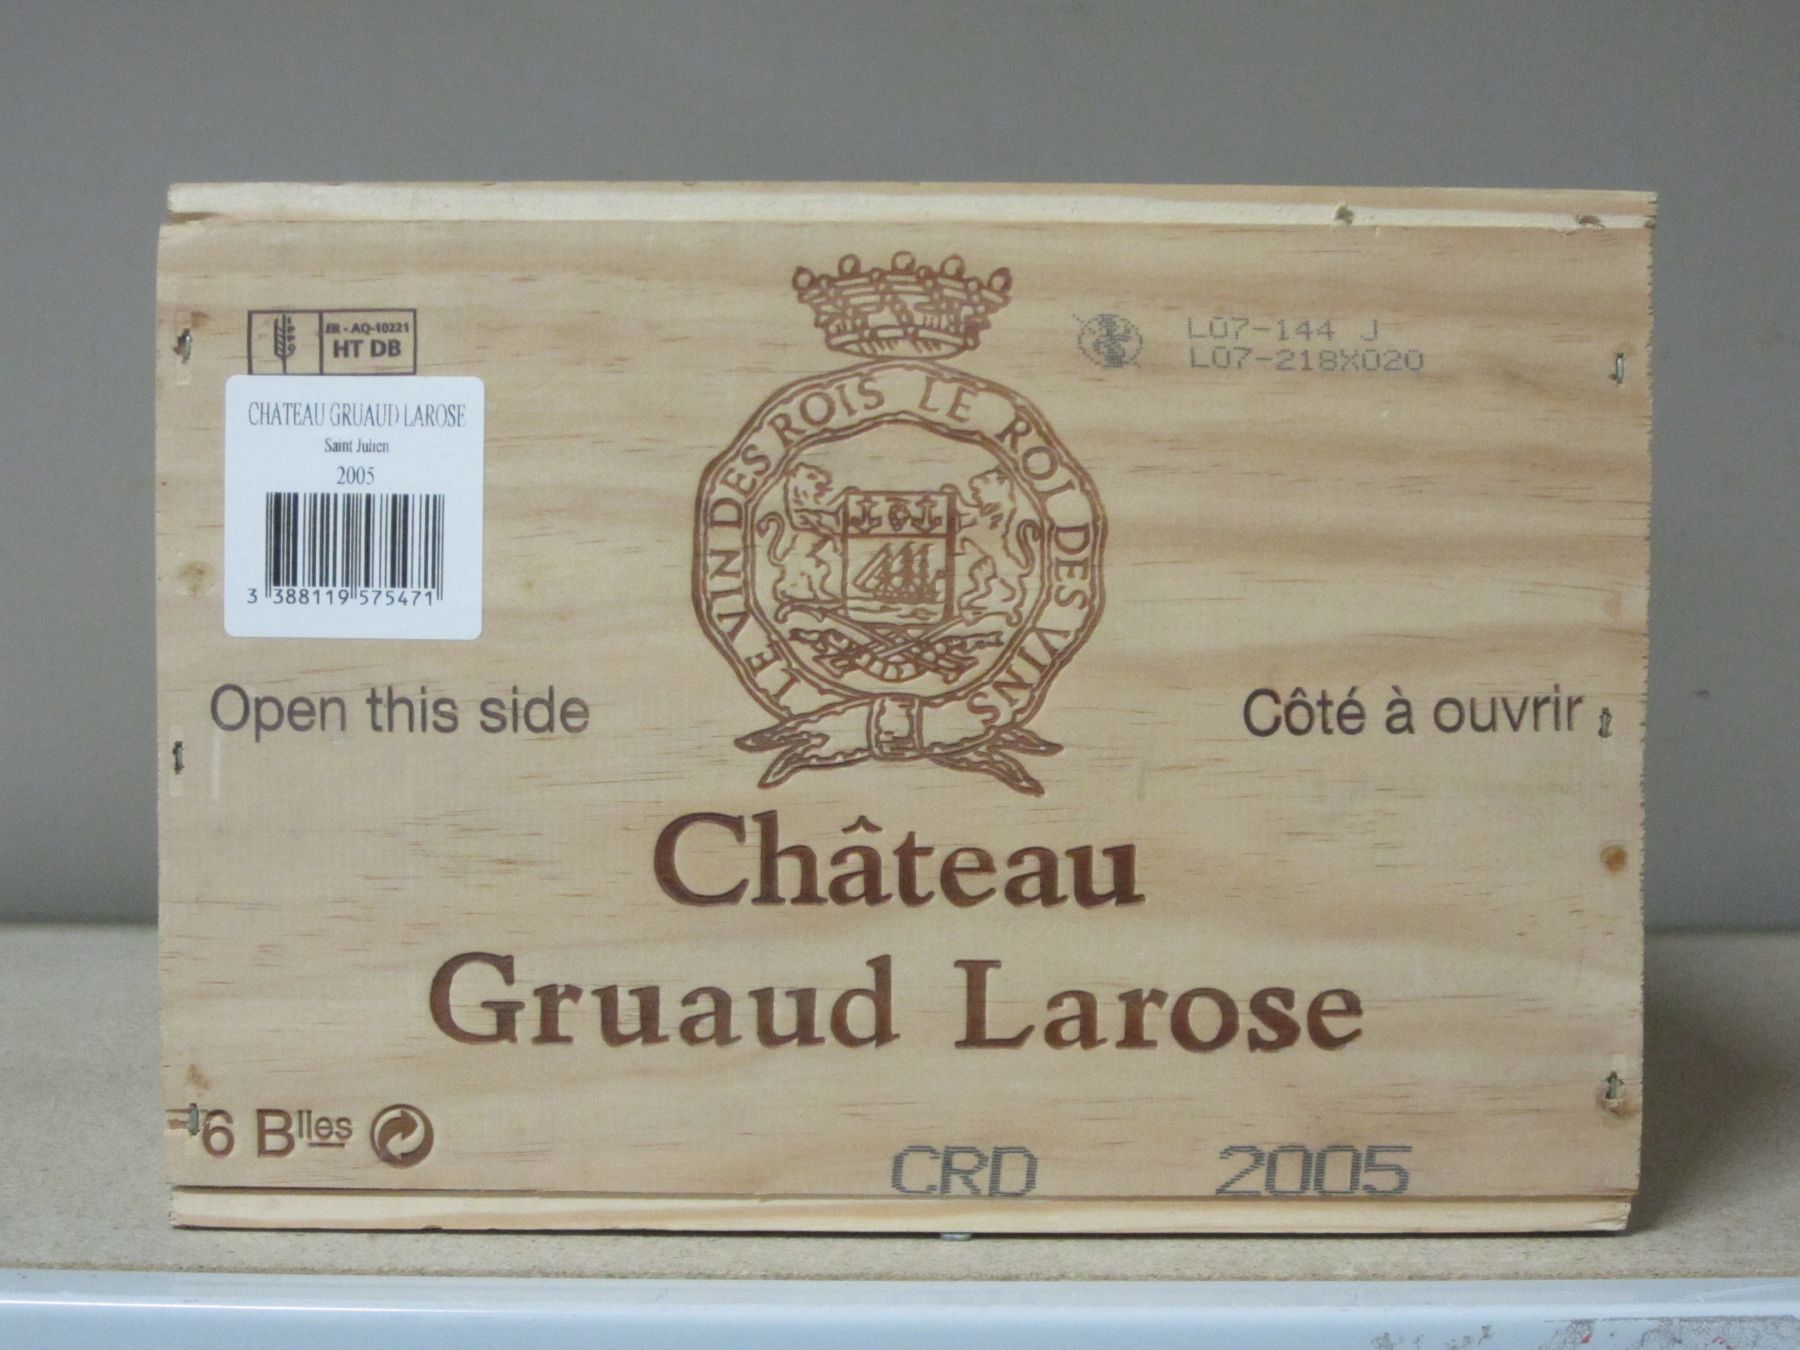 FR - AQ-10221
HT DB
L07-144 J
L07-218X020
CHATEAU GRUAUD LAROSE
Saint Julien
2005
3 388119 575471
LE VIN DES ROIS LE ROI DES VINS
Open this side
Côté à ouvrir
Château
Gruaud Larose
6 Blles
CRD 2005